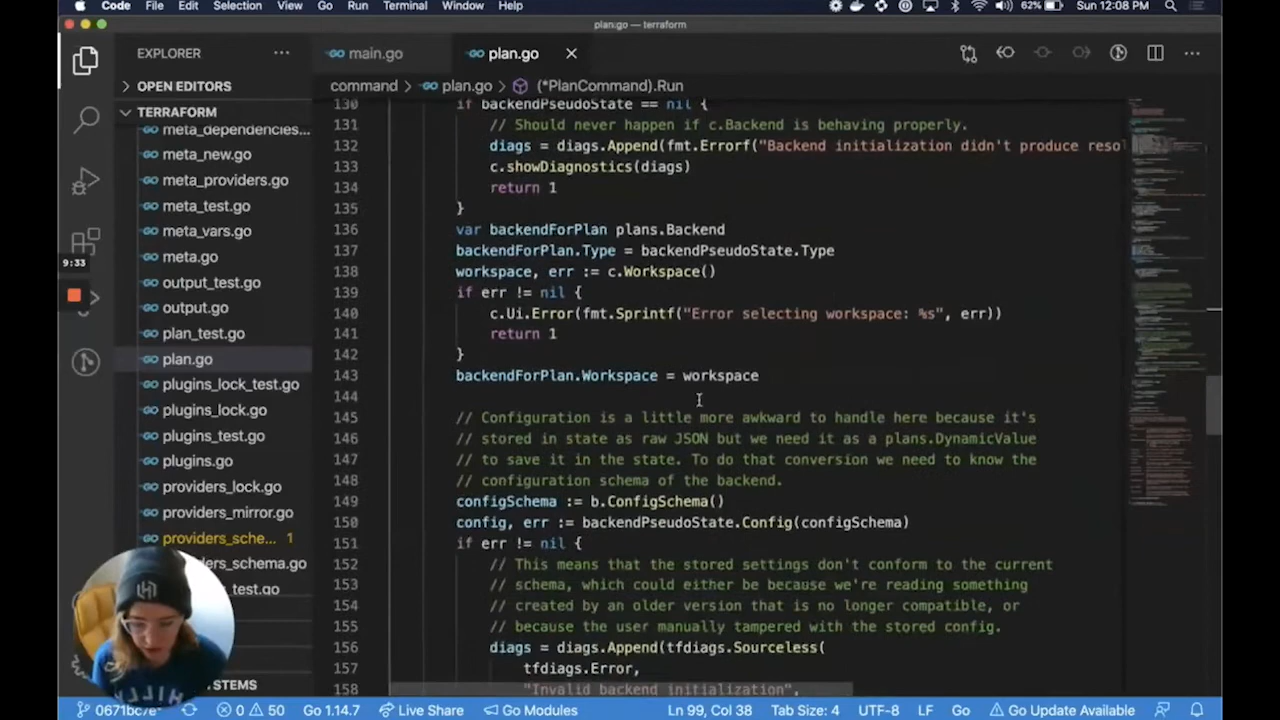 Code File Edit Selection View Go Run Terminal Window Help 62% Sun 12:08 PM
plan.go — terraform
EXPLORER
main.go
plan.go
OPEN EDITORS
command > plan.go > (*PlanCommand).Run
TERRAFORM
meta_dependencies...
meta_new.go
meta_providers.go
meta_test.go
meta_vars.go
meta.go
output_test.go
output.go
plan_test.go
plan.go
plugins_lock_test.go
plugins_lock.go
plugins_test.go
plugins.go
providers_lock.go
providers_mirror.go
providers_sche... 1
ders_schema.go
_test.go
STEMS
9:33
130 if backendPseudoState == nil {
131 // Should never happen if c.Backend is behaving properly.
132 diags = diags.Append(fmt.Errorf("Backend initialization didn't produce resol
133 c.showDiagnostics(diags)
134 return 1
135 }
136 var backendForPlan plans.Backend
137 backendForPlan.Type = backendPseudoState.Type
138 workspace, err := c.Workspace()
139 if err != nil {
140 c.Ui.Error(fmt.Sprintf("Error selecting workspace: %s", err))
141 return 1
142 }
143 backendForPlan.Workspace = workspace
144
145 // Configuration is a little more awkward to handle here because it's
146 // stored in state as raw JSON but we need it as a plans.DynamicValue
147 // to save it in the state. To do that conversion we need to know the
148 // configuration schema of the backend.
149 configSchema := b.ConfigSchema()
150 config, err := backendPseudoState.Config(configSchema)
151 if err != nil {
152 // This means that the stored settings don't conform to the current
153 // schema, which could either be because we're reading something
154 // created by an older version that is no longer compatible, or
155 // because the user manually tampered with the stored config.
156 diags = diags.Append(tfdiags.Sourceless(
157 tfdiags.Error,
158 "Invalid backend initialization",
0671bc7e* 0 50 Go 1.14.7 Live Share Go Modules Ln 99, Col 38 Tab Size: 4 UTF-8 LF Go Go Update Available